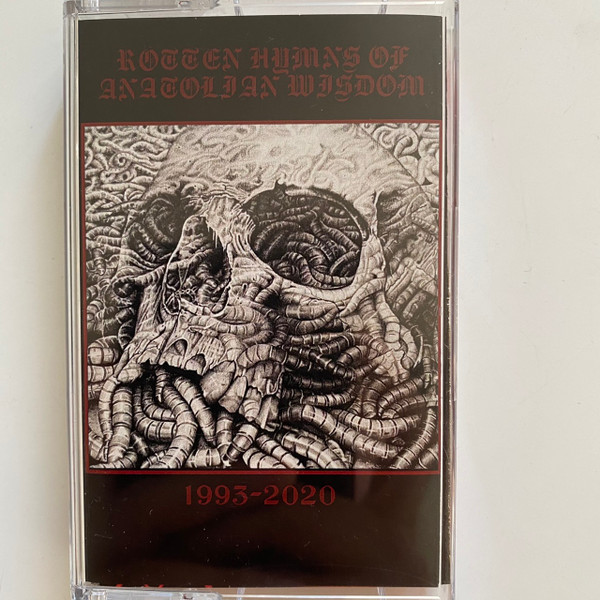 ROTTEN HYMNS OF
ANATOLIAN WISDOM
1993-2020